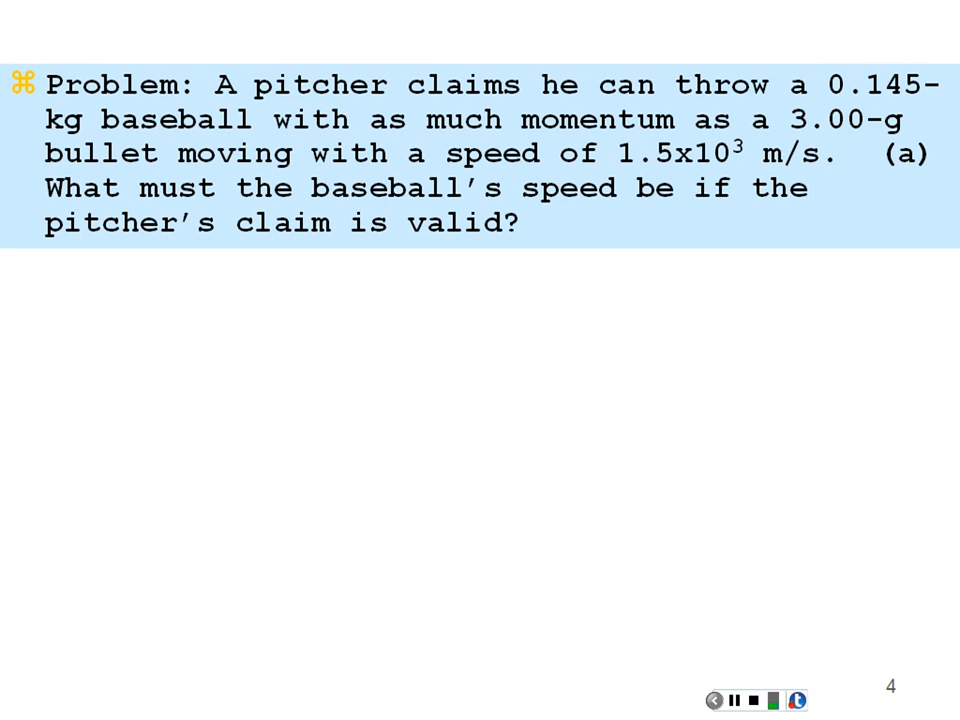 ⌘ Problem: A pitcher claims he can throw a 0.145-
kg baseball with as much momentum as a 3.00-g
bullet moving with a speed of 1.5x10³ m/s. (a)
What must the baseball’s speed be if the
pitcher’s claim is valid?
4